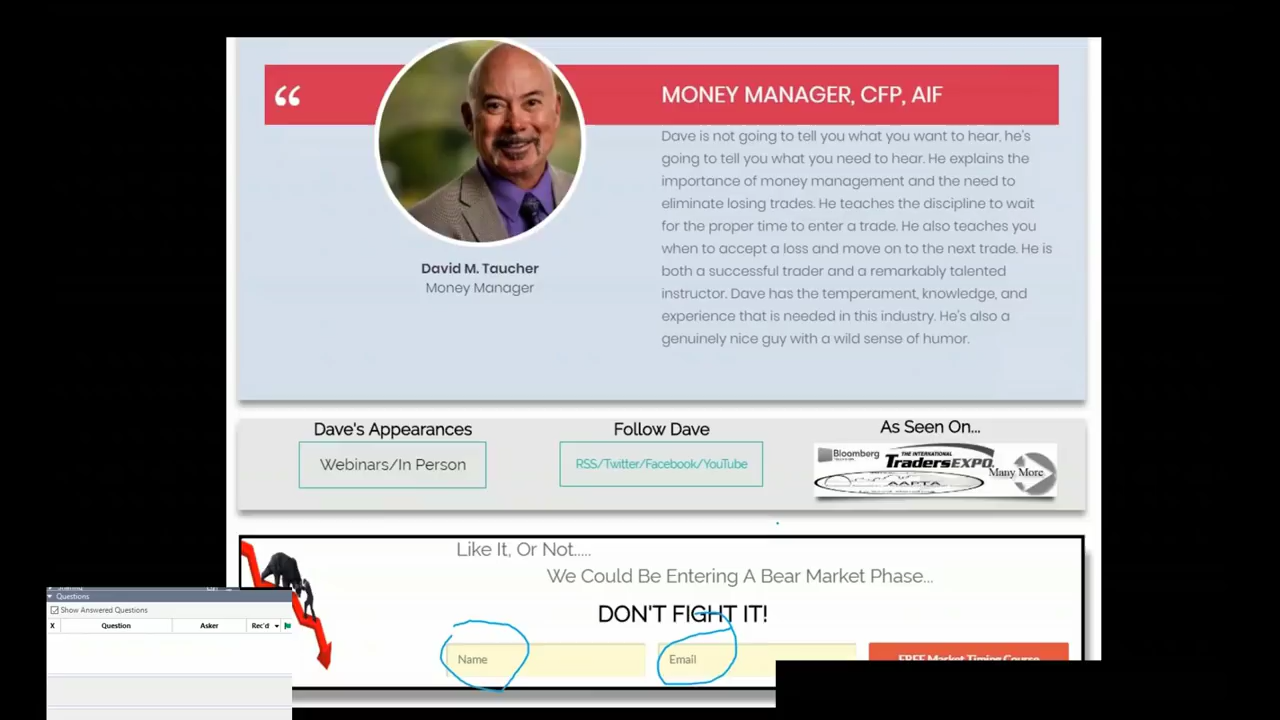 “
MONEY MANAGER, CFP, AIF
Dave is not going to tell you what you want to hear, he's
going to tell you what you need to hear. He explains the
importance of money management and the need to
eliminate losing trades. He teaches the discipline to wait
for the proper time to enter a trade. He also teaches you
when to accept a loss and move on to the next trade. He is
both a successful trader and a remarkably talented
instructor. Dave has the temperament, knowledge, and
experience that is needed in this industry. He's also a
genuinely nice guy with a wild sense of humor.
David M. Taucher
Money Manager
Dave's Appearances
Webinars/In Person
Follow Dave
RSS/Twitter/Facebook/YouTube
As Seen On...
Bloomberg
THE INTERNATIONAL
TradersEXPO
AAPTA
Many More
Like It, Or Not.....
We Could Be Entering A Bear Market Phase...
DON'T FIGHT IT!
Name
Email
FREE Market Timing Course
Questions
Show Answered Questions
X Question Asker Rec'd